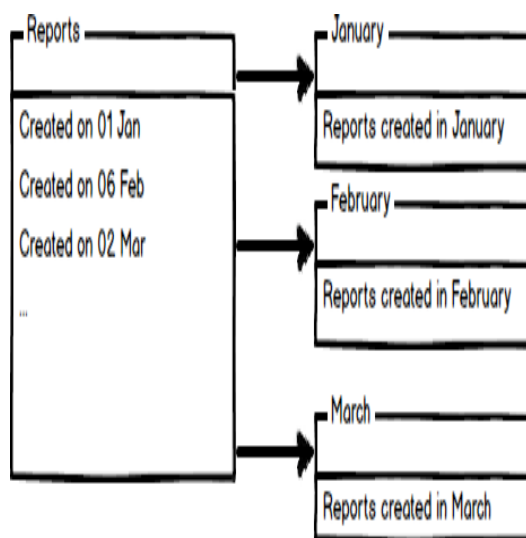 Reports
Created on 01 Jan
Created on 06 Feb
Created on 02 Mar
...
January
Reports created in January
February
Reports created in February
March
Reports created in March